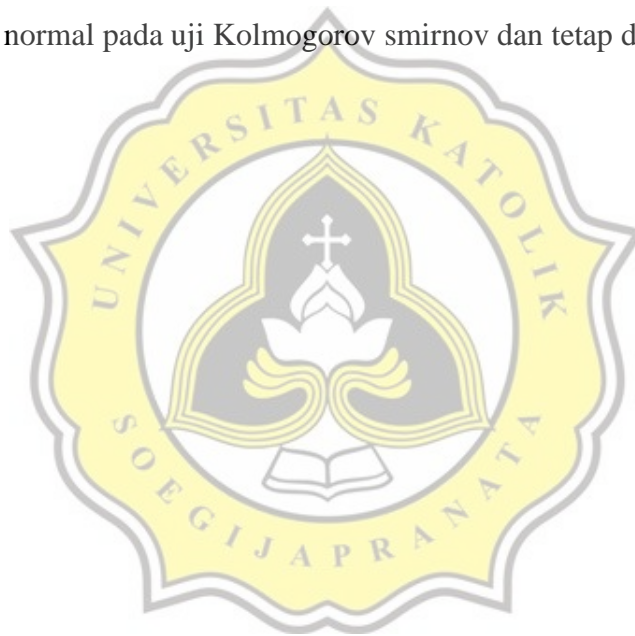 normal pada uji Kolmogorov smirnov dan tetap d
UNIVERSITAS KATOLIK
SOEGIJAPRANATA